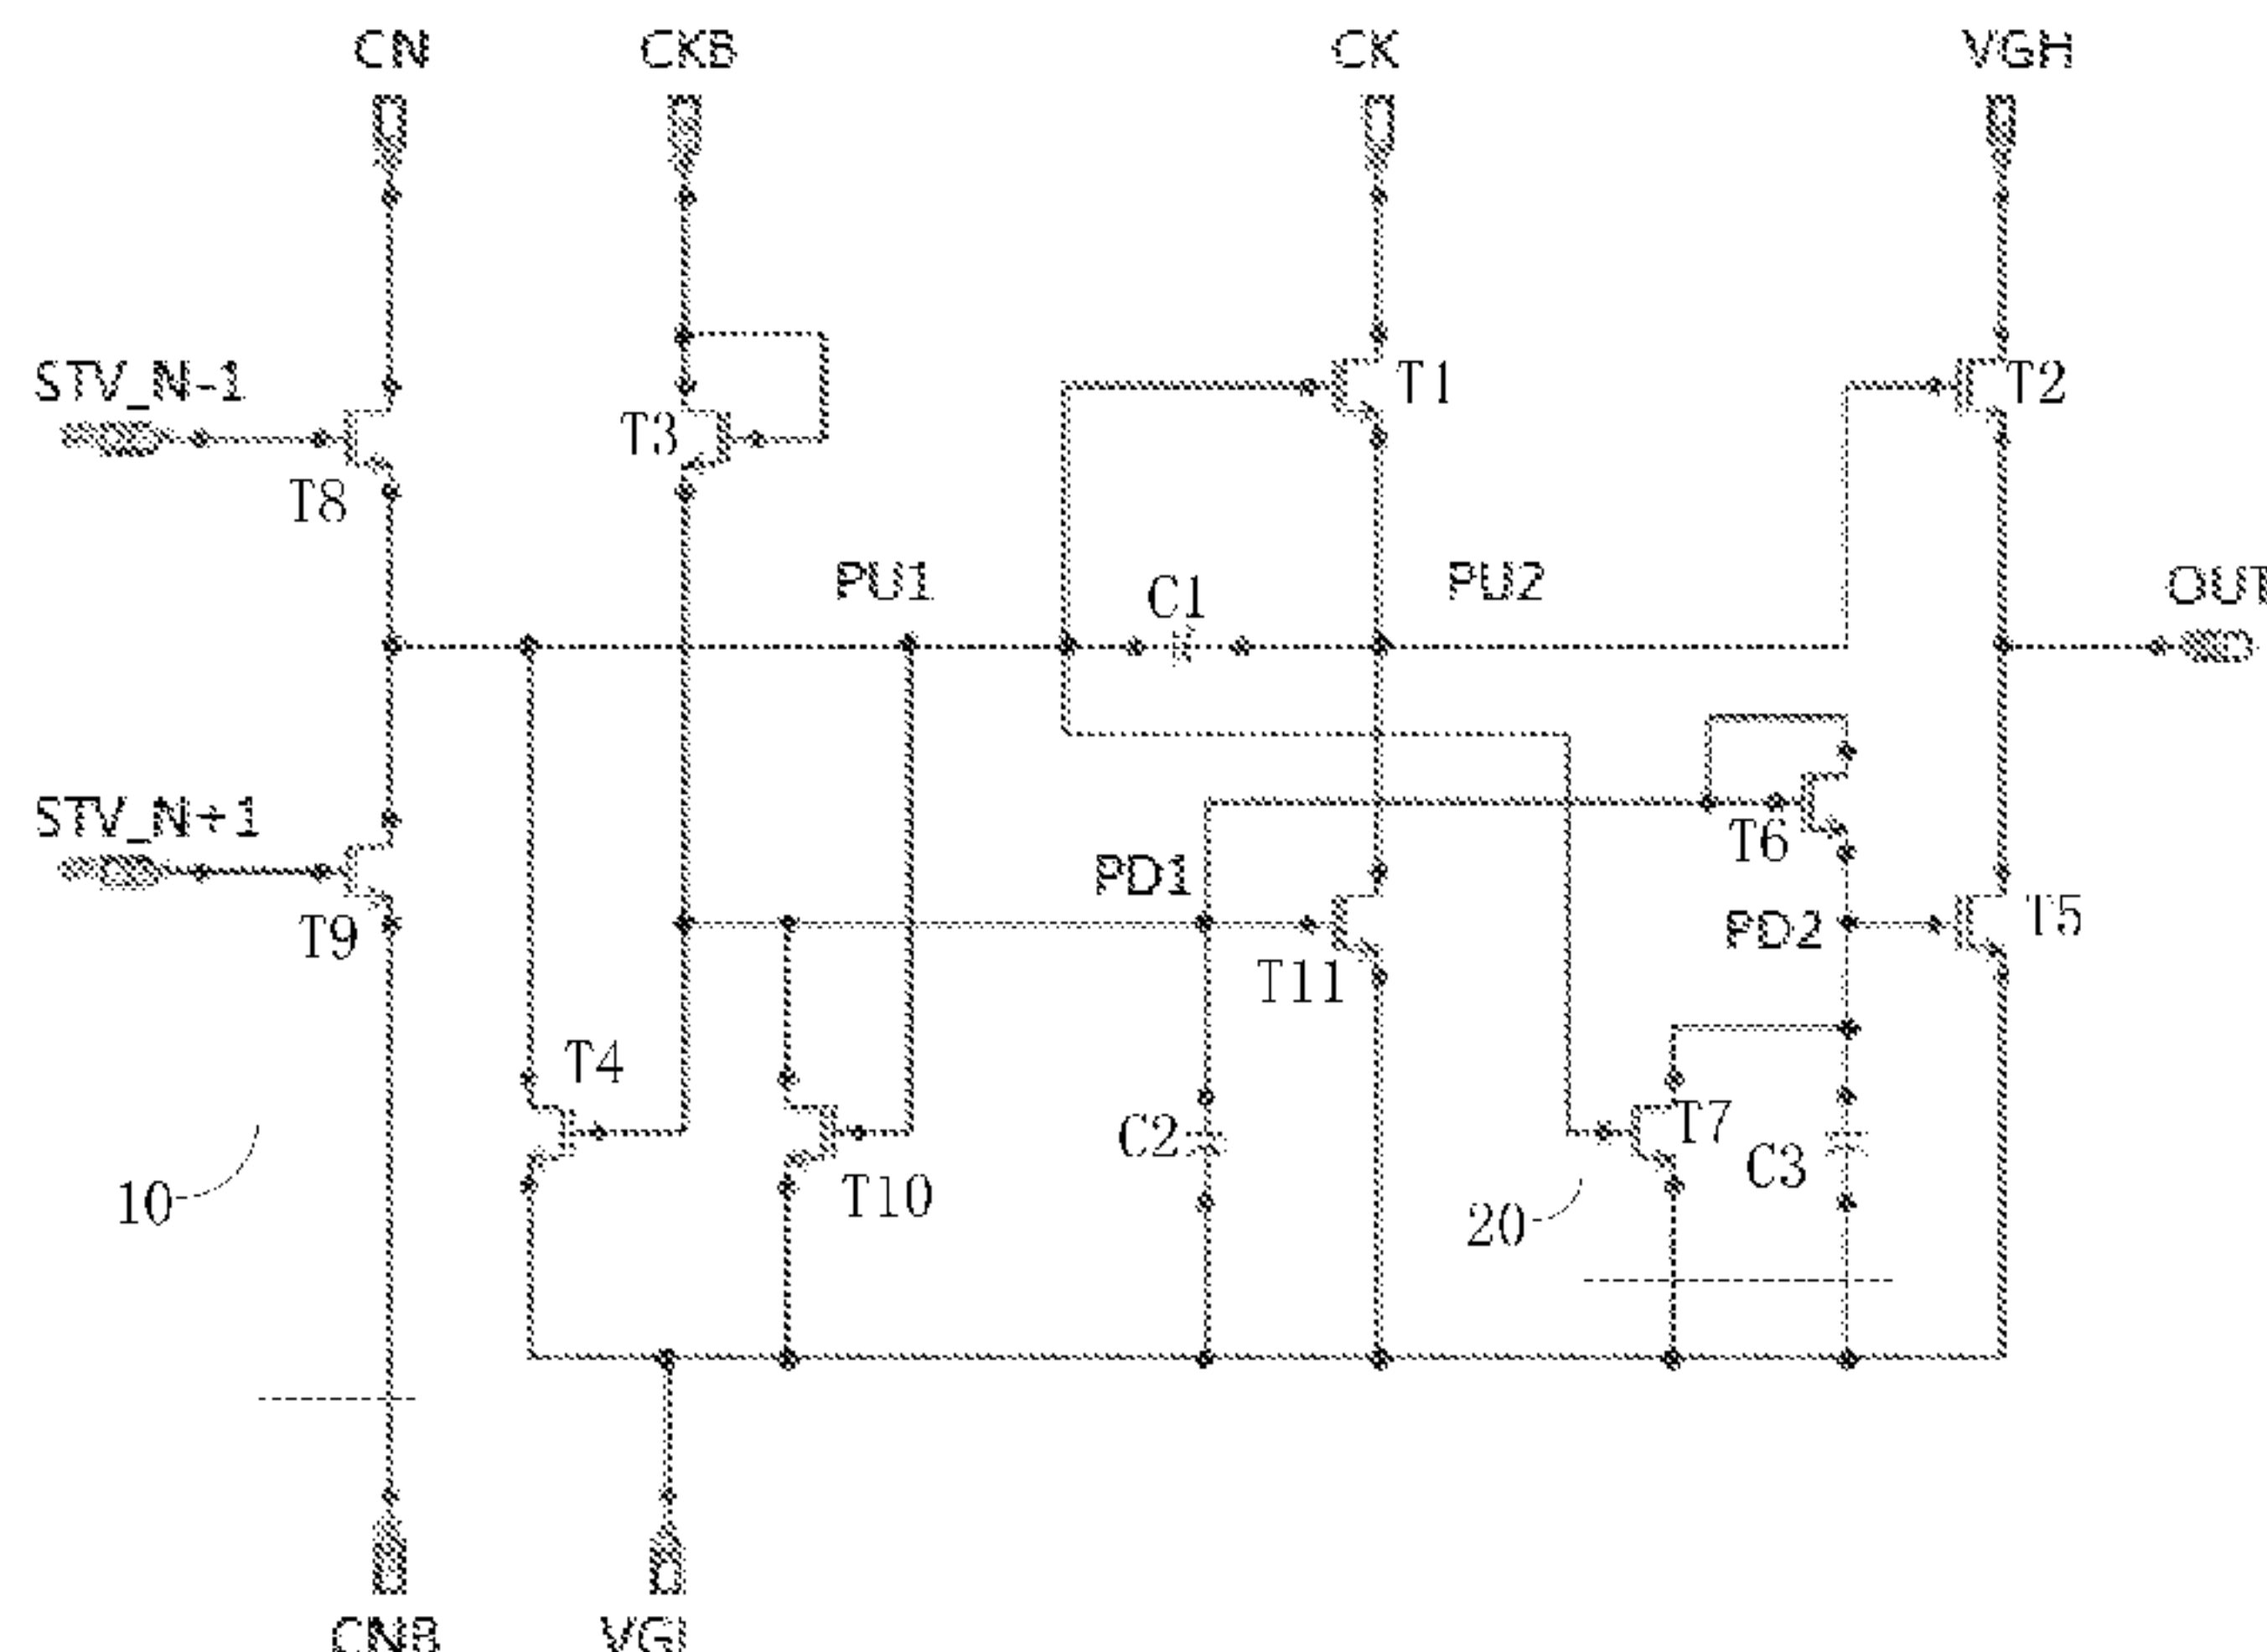 CN CKB CK VGH
STV_N-1 T3 T1 T2
T8
PU1 C1 PU2 OUT
STV_N+1 T6
T9 PD1 PD2 T5
T11
T4 C2 T7 C3
10 T10 20
CNB